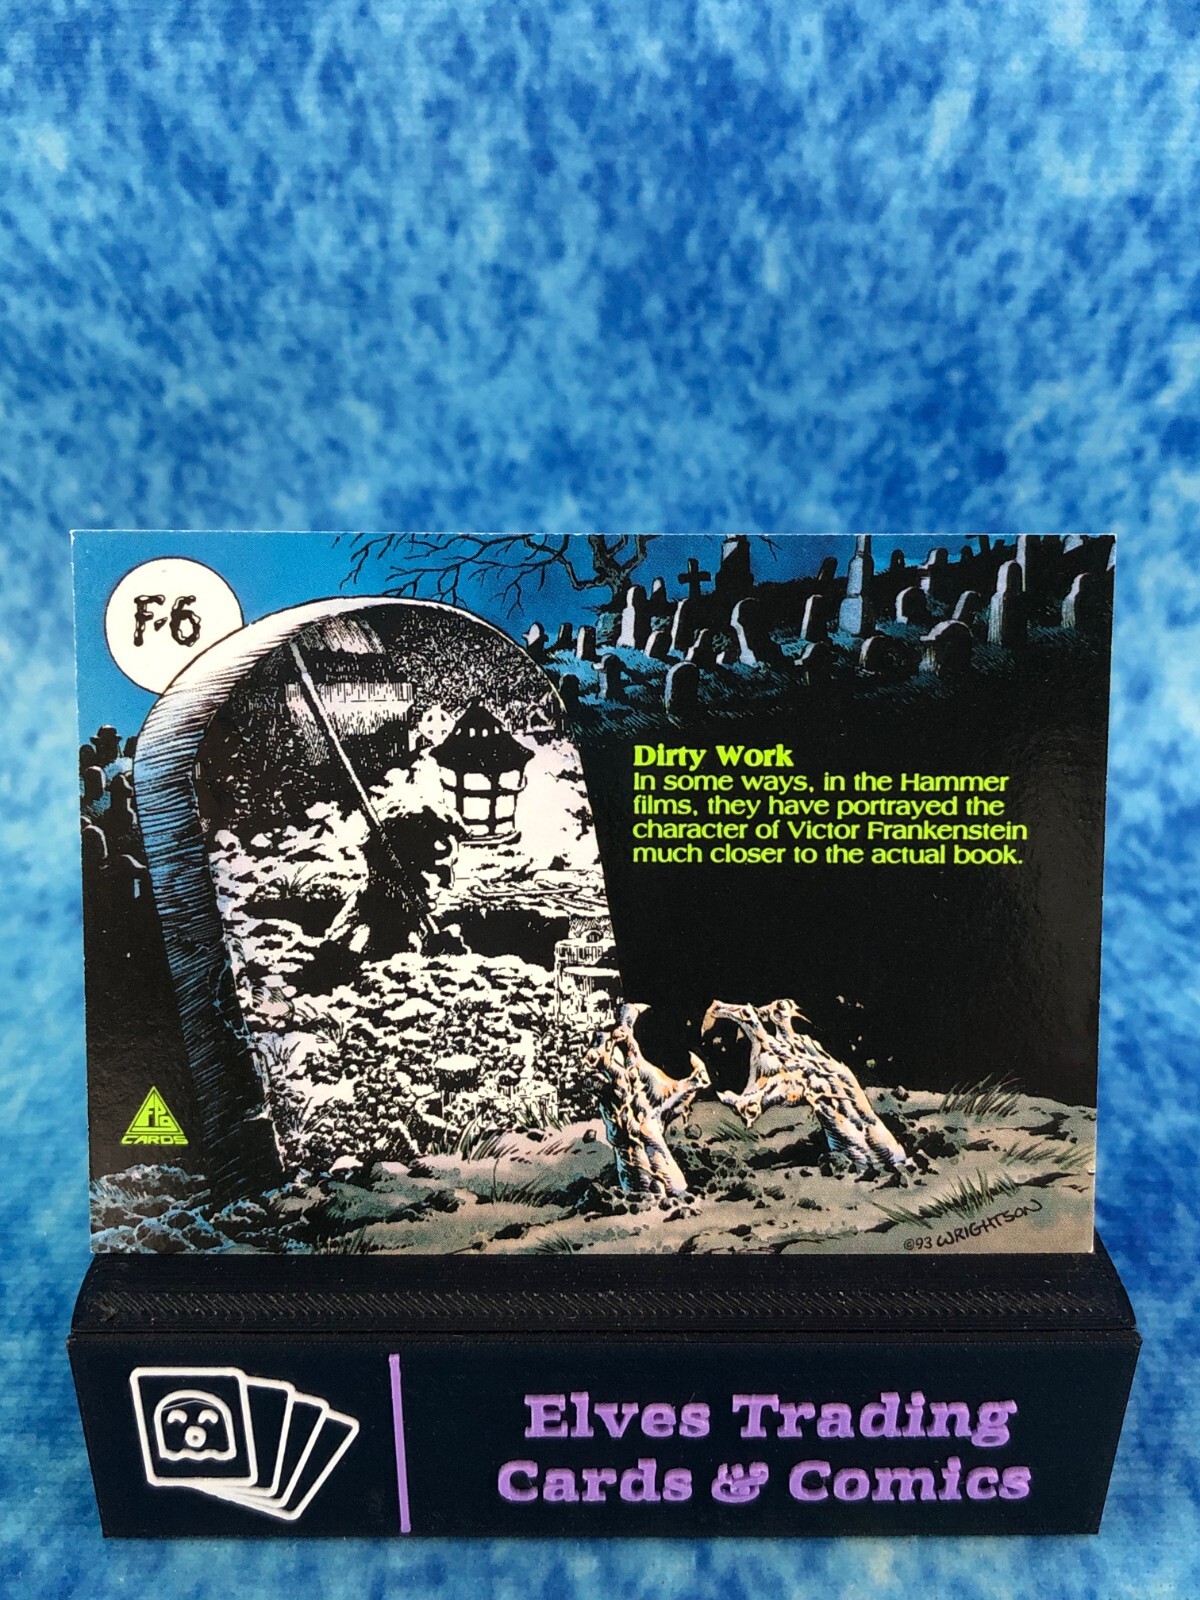 F-6
Dirty Work
In some ways, in the Hammer
films, they have portrayed the
character of Victor Frankenstein
much closer to the actual book.
FPG
CARDS
©93 WRIGHTSON
Elves Trading
Cards & Comics